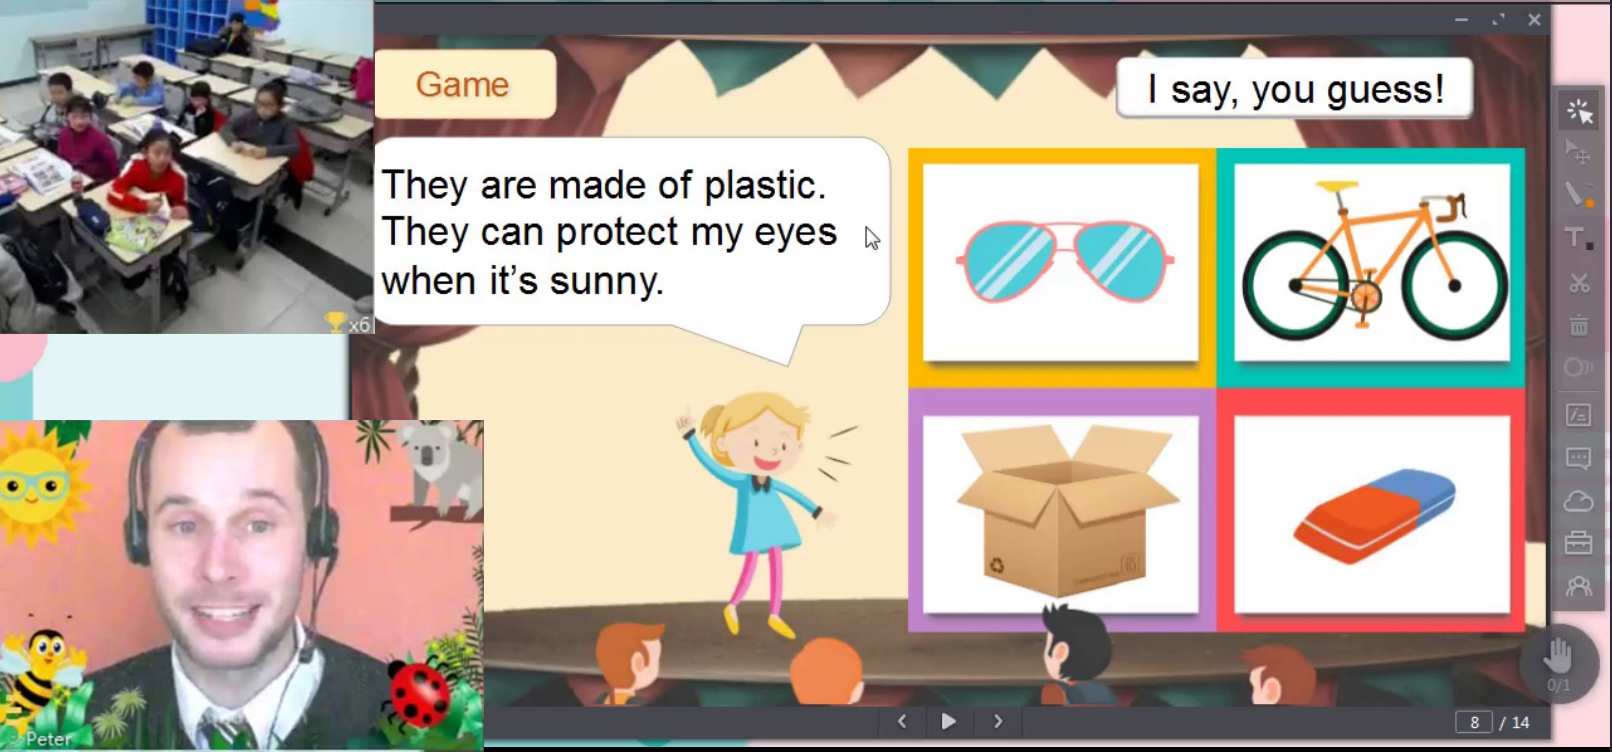 Game
I say, you guess!
They are made of plastic.
They can protect my eyes
when it's sunny.
x6
Peter
0/1
8 / 14